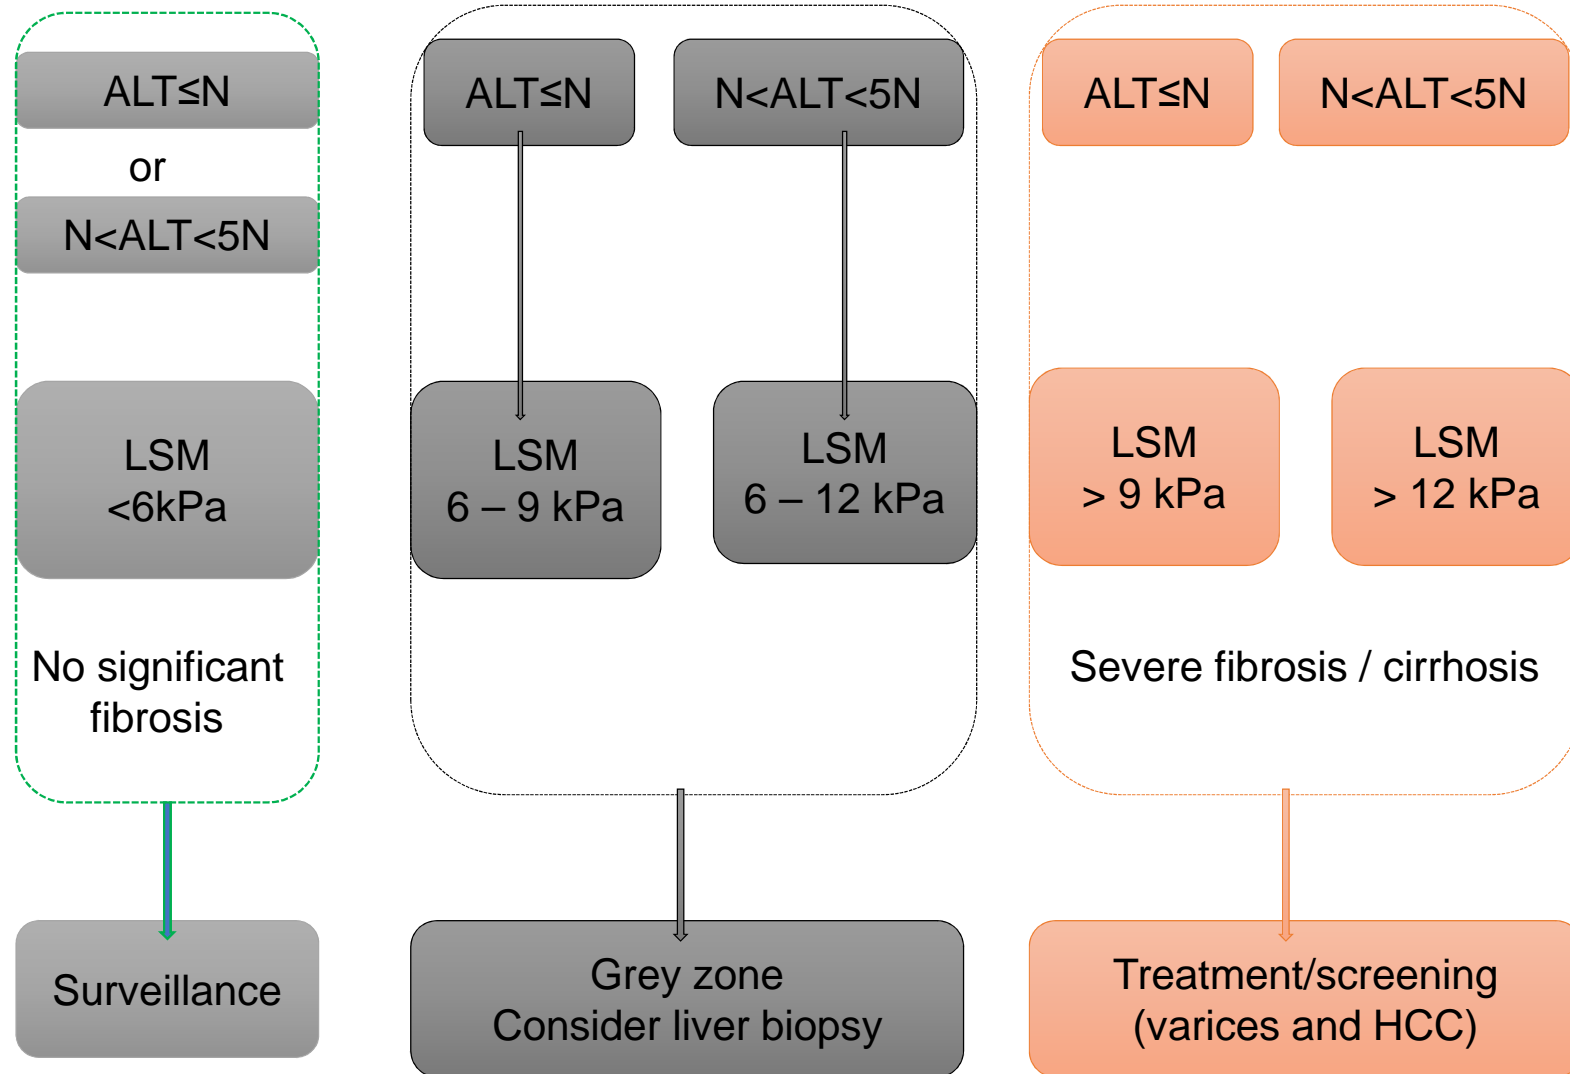 ALT≤N
or
N<ALT<5N
LSM
<6kPa
No significant
fibrosis
Surveillance
ALT≤N
N<ALT<5N
LSM
6 – 9 kPa
LSM
6 – 12 kPa
Grey zone
Consider liver biopsy
ALT≤N
N<ALT<5N
LSM
> 9 kPa
LSM
> 12 kPa
Severe fibrosis / cirrhosis
Treatment/screening
(varices and HCC)